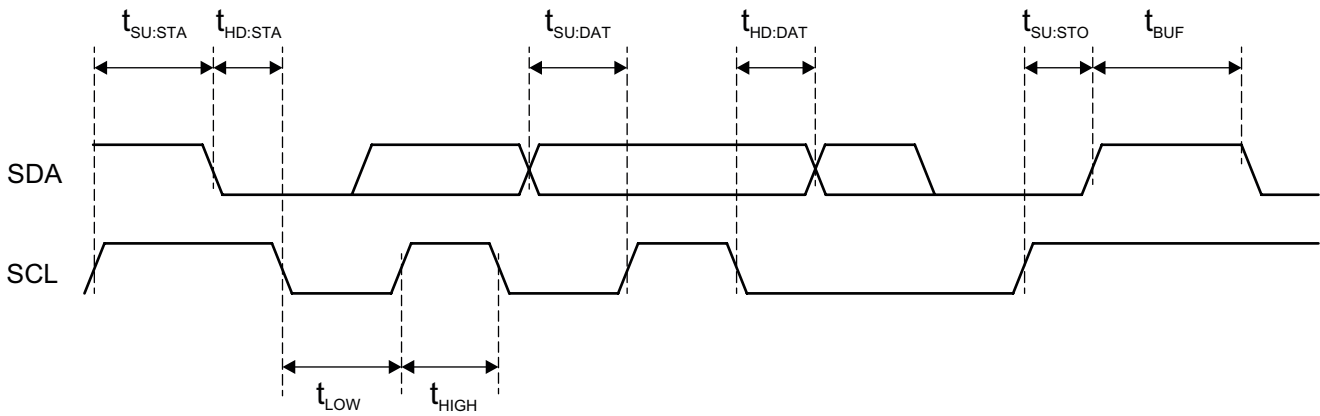 tSU:STA tHD:STA tSU:DAT tHD:DAT tSU:STO tBUF
SDA
SCL
tLOW tHIGH